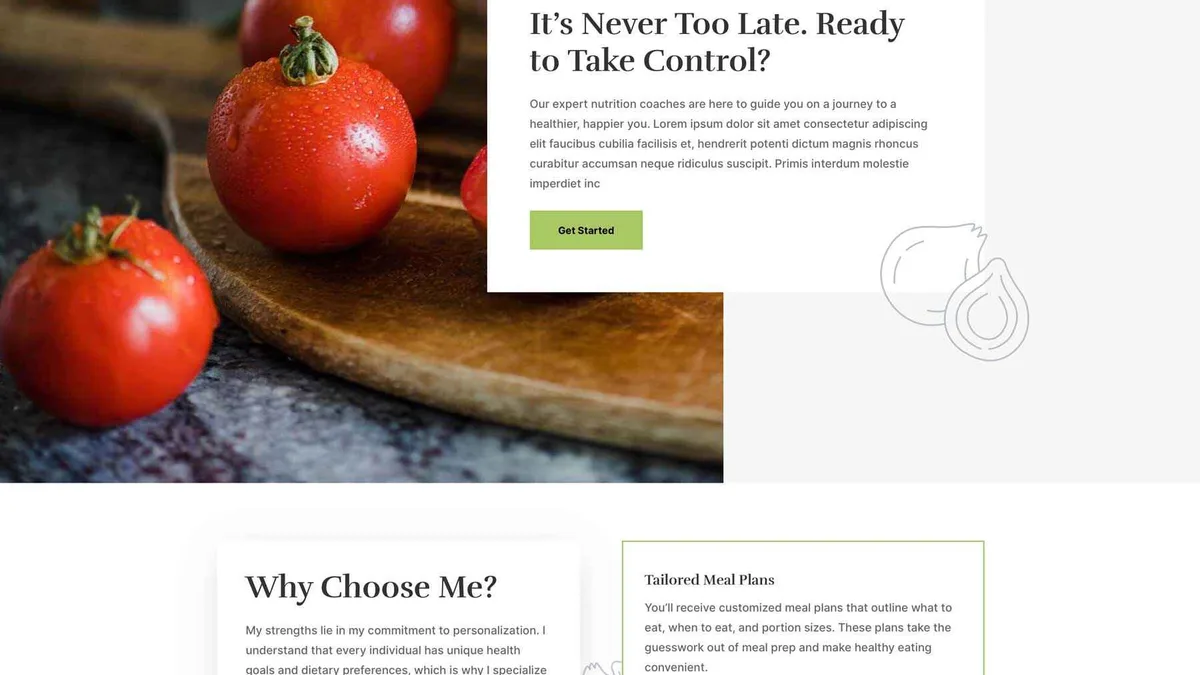 It’s Never Too Late. Ready
to Take Control?
Our expert nutrition coaches are here to guide you on a journey to a
healthier, happier you. Lorem ipsum dolor sit amet consectetur adipiscing
elit faucibus cubilia facilisis et, hendrerit potenti dictum magnis rhoncus
curabitur accumsan neque ridiculus suscipit. Primis interdum molestie
imperdiet inc
Get Started
Why Choose Me?
My strengths lie in my commitment to personalization. I
understand that every individual has unique health
goals and dietary preferences, which is why I specialize
Tailored Meal Plans
You’ll receive customized meal plans that outline what to
eat, when to eat, and portion sizes. These plans take the
guesswork out of meal prep and make healthy eating
convenient.